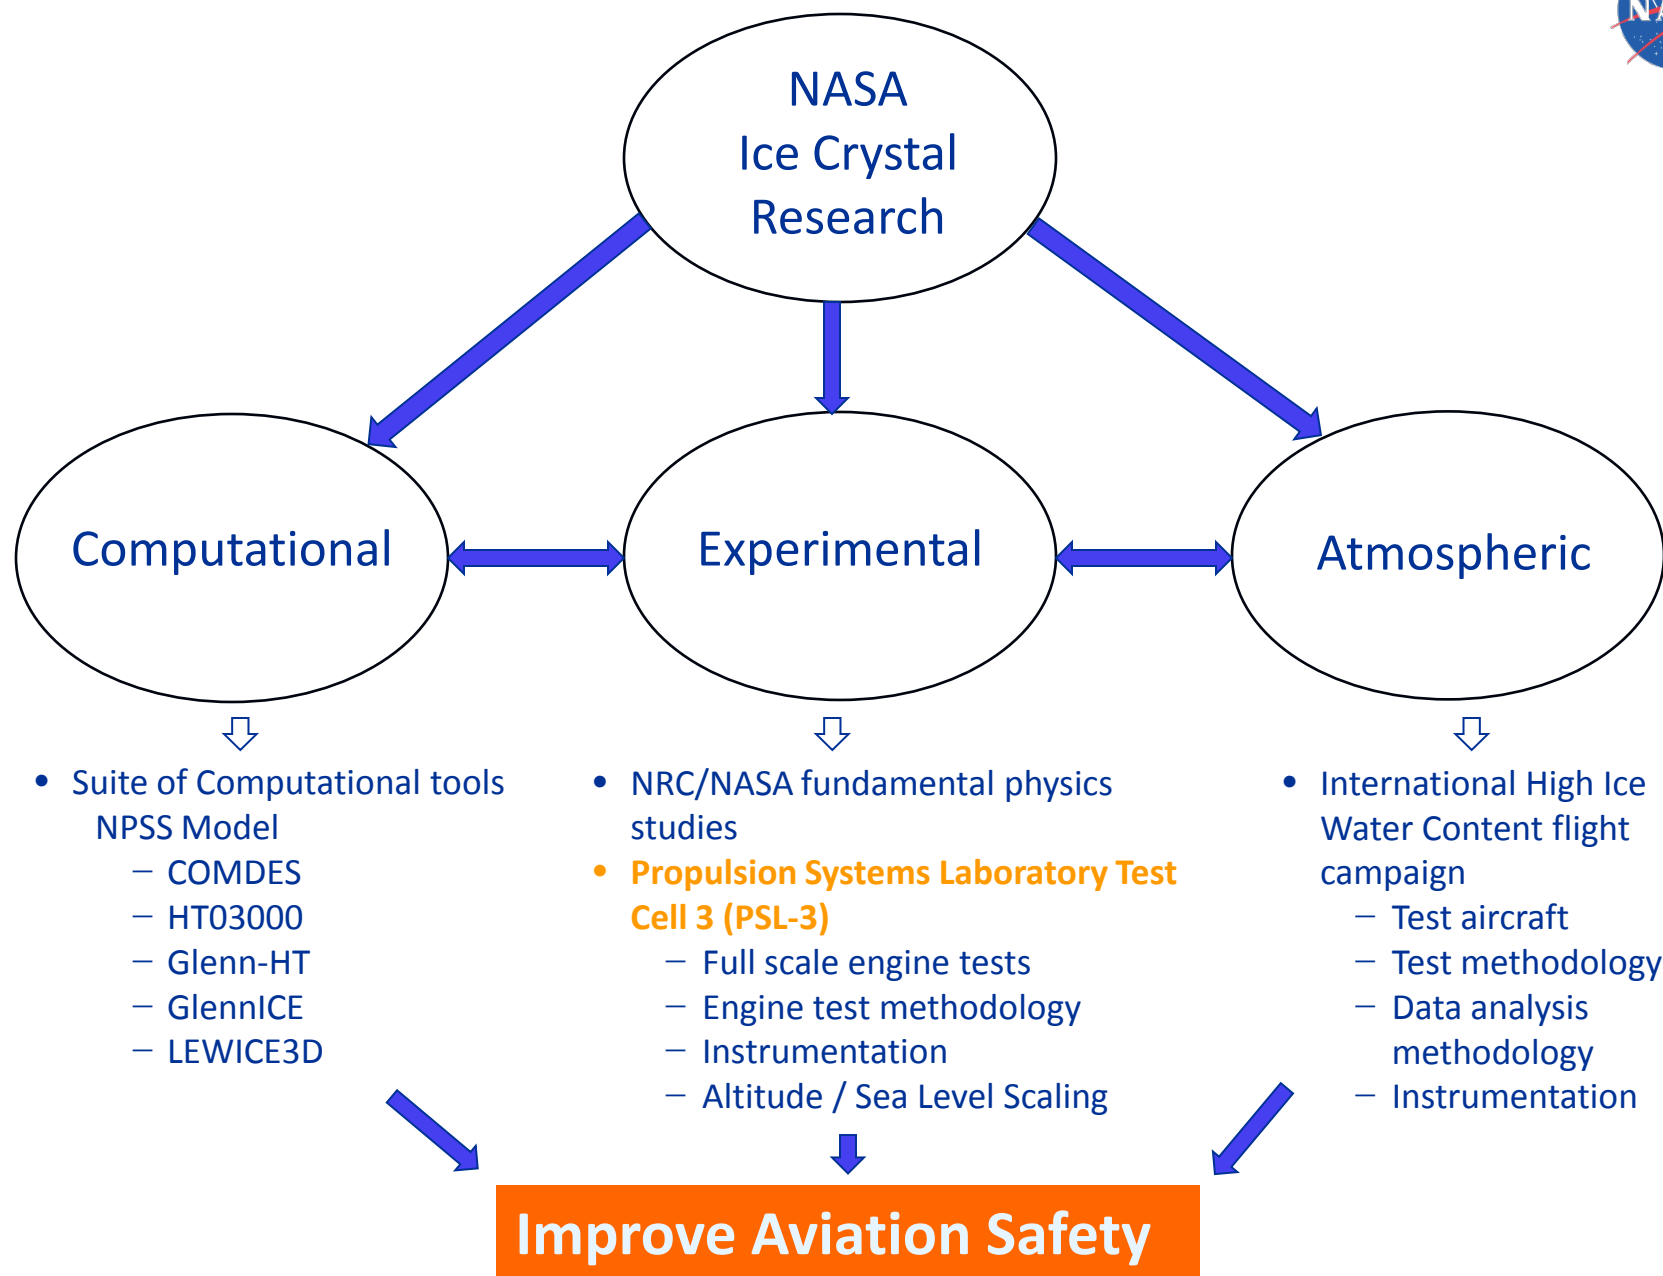 NASA
Ice Crystal
Research
Computational
Experimental
Atmospheric
• Suite of Computational tools
NPSS Model
– COMDES
– HT03000
– Glenn-HT
– GlennICE
– LEWICE3D
• NRC/NASA fundamental physics
studies
• Propulsion Systems Laboratory Test
Cell 3 (PSL-3)
– Full scale engine tests
– Engine test methodology
– Instrumentation
– Altitude / Sea Level Scaling
• International High Ice
Water Content flight
campaign
– Test aircraft
– Test methodology
– Data analysis
methodology
– Instrumentation
Improve Aviation Safety